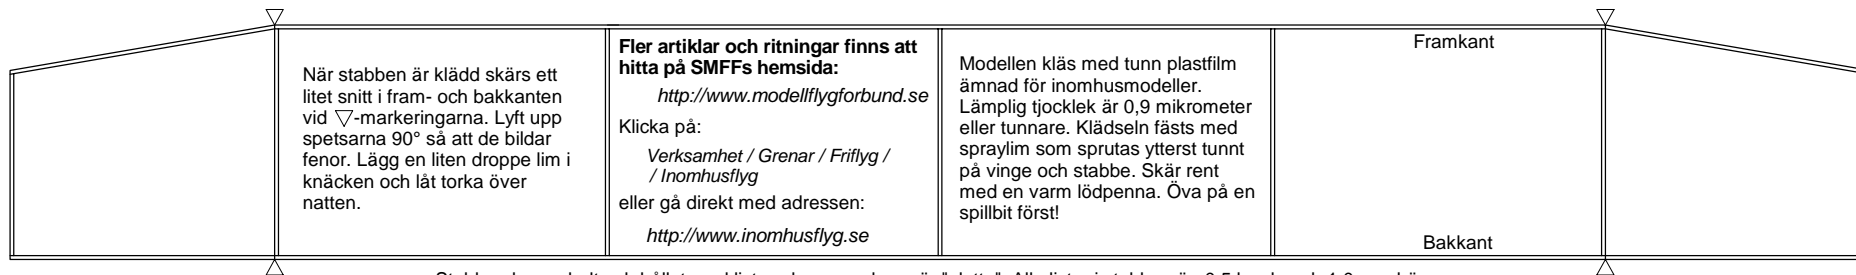 När stabben är klädd skärs ett
litet snitt i fram- och bakkanten
vid ▽-markeringarna. Lyft upp
spetsarna 90° så att de bildar
fenor. Lägg en liten droppe lim i
knäcken och låt torka över
natten.
Fler artiklar och ritningar finns att
hitta på SMFFs hemsida:
http://www.modellflygforbund.se
Klicka på:
Verksamhet / Grenar / Friflyg /
/ Inomhusflyg
eller gå direkt med adressen:
http://www.inomhusflyg.se
Modellen kläs med tunn plastfilm
ämnad för inomhusmodeller.
Lämplig tjocklek är 0,9 mikrometer
eller tunnare. Klädseln fästs med
spraylim som sprutas ytterst tunnt
på vinge och stabbe. Skär rent
med en varm lödpenna. Öva på en
spillbit först!
Framkant
Bakkant